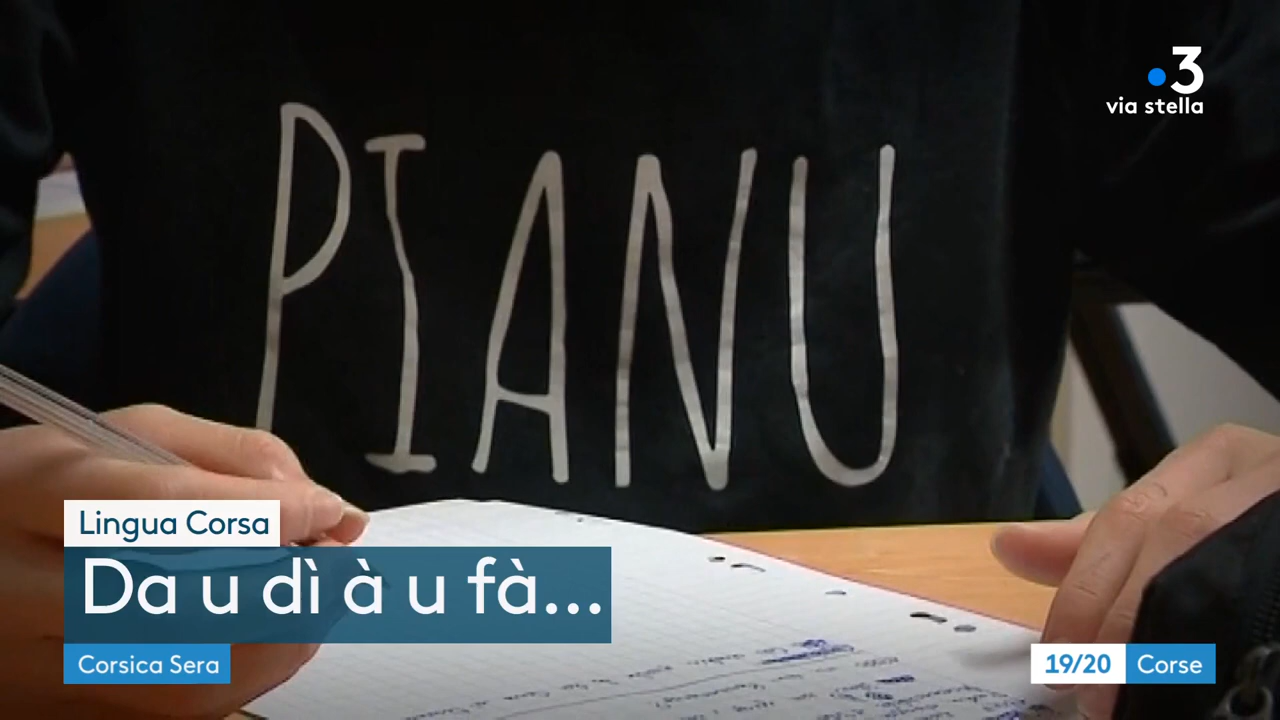 3
via stella
PIANU
Lingua Corsa
Da u dì à u fà...
Corsica Sera
19/20 Corse